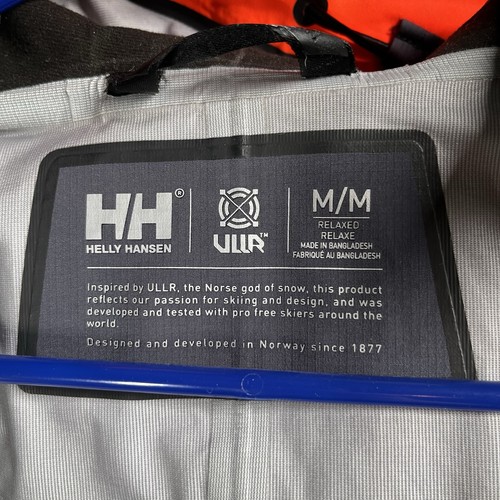 HH®
HELLY HANSEN
ULLR™
M/M
RELAXED
RELAXE
MADE IN BANGLADESH
FABRIQUÉ AU BANGLADESH
Inspired by ULLR, the Norse god of snow, this product
reflects our passion for skiing and design, and was
developed and tested with pro free skiers around the
world.
Designed and developed in Norway since 1877